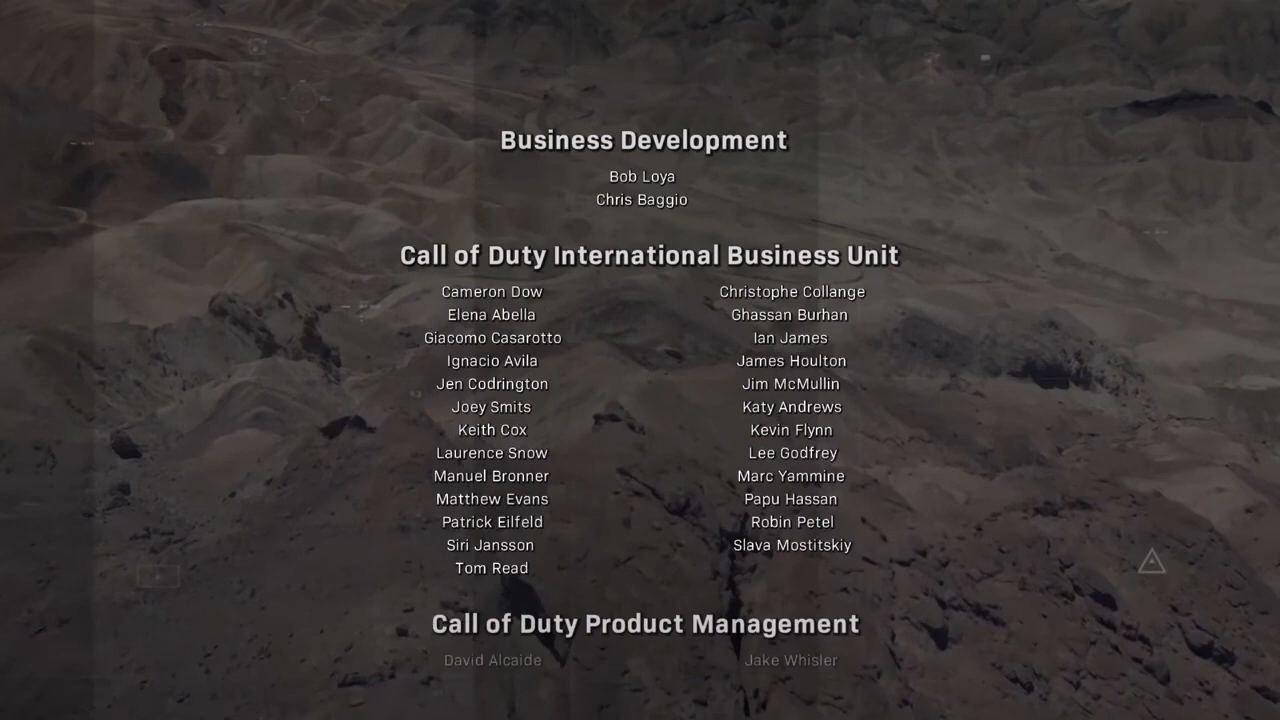 Business Development
Bob Loya
Chris Baggio
Call of Duty International Business Unit
Cameron Dow Christophe Collange
Elena Abella Ghassan Burhan
Giacomo Casarotto Ian James
Ignacio Avila James Houlton
Jen Codrington Jim McMullin
Joey Smits Katy Andrews
Keith Cox Kevin Flynn
Laurence Snow Lee Godfrey
Manuel Bronner Marc Yammine
Matthew Evans Papu Hassan
Patrick Eilfeld Robin Petel
Siri Jansson Slava Mostitskiy
Tom Read
Call of Duty Product Management
David Alcaide Jake Whisler